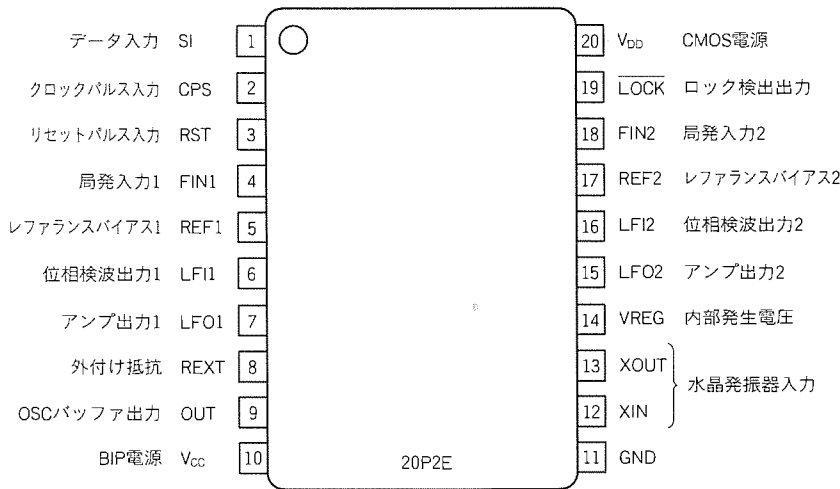 データ入力 SI 1
クロックパルス入力 CPS 2
リセットパルス入力 RST 3
局発入力1 FIN1 4
レファランスバイアス1 REF1 5
位相検波出力1 LFI1 6
アンプ出力1 LFO1 7
外付け抵抗 REXT 8
OSCバッファ出力 OUT 9
BIP電源 VCC 10
20 VDD CMOS電源
19 LOCK ロック検出出力
18 FIN2 局発入力2
17 REF2 レファランスバイアス2
16 LFI2 位相検波出力2
15 LFO2 アンプ出力2
14 VREG 内部発生電圧
13 XOUT
12 XIN
水晶発振器入力
11 GND
20P2E